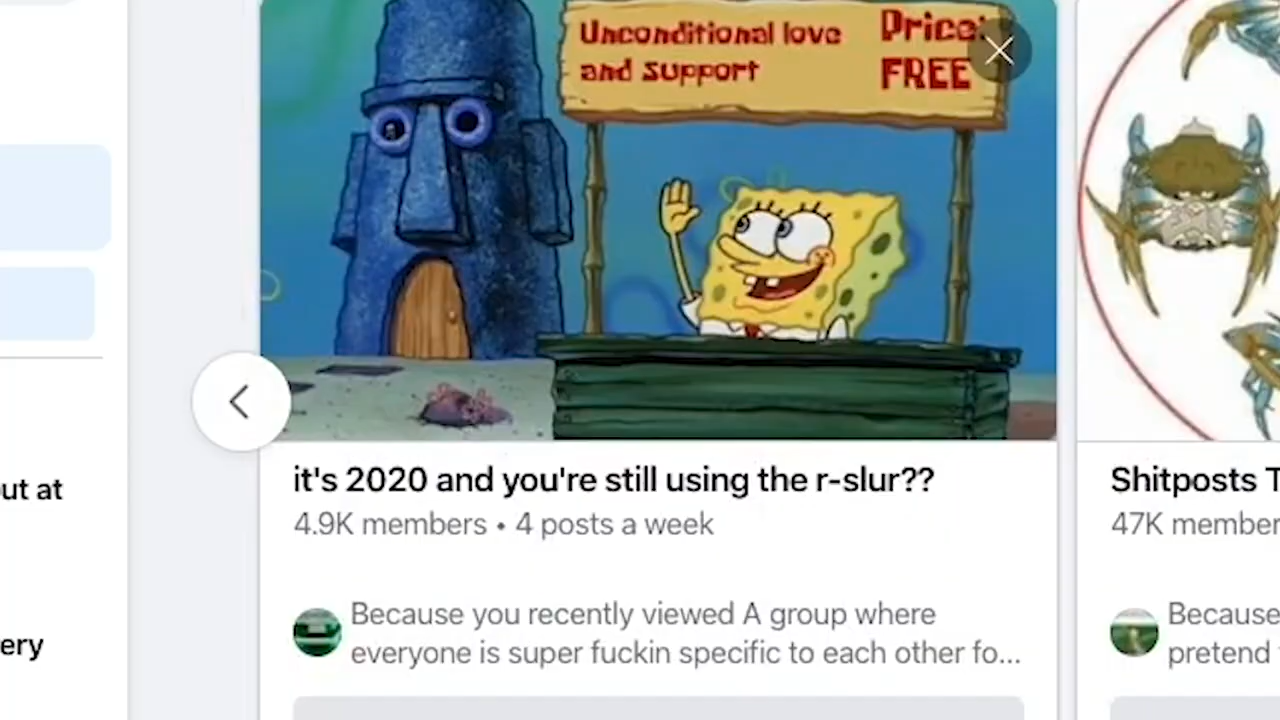 Unconditional love
and support
Price:
FREE
it's 2020 and you're still using the r-slur??
4.9K members • 4 posts a week
Because you recently viewed A group where
everyone is super fuckin specific to each other fo...
ut at
ery
Shitposts T
47K member
Because
pretend